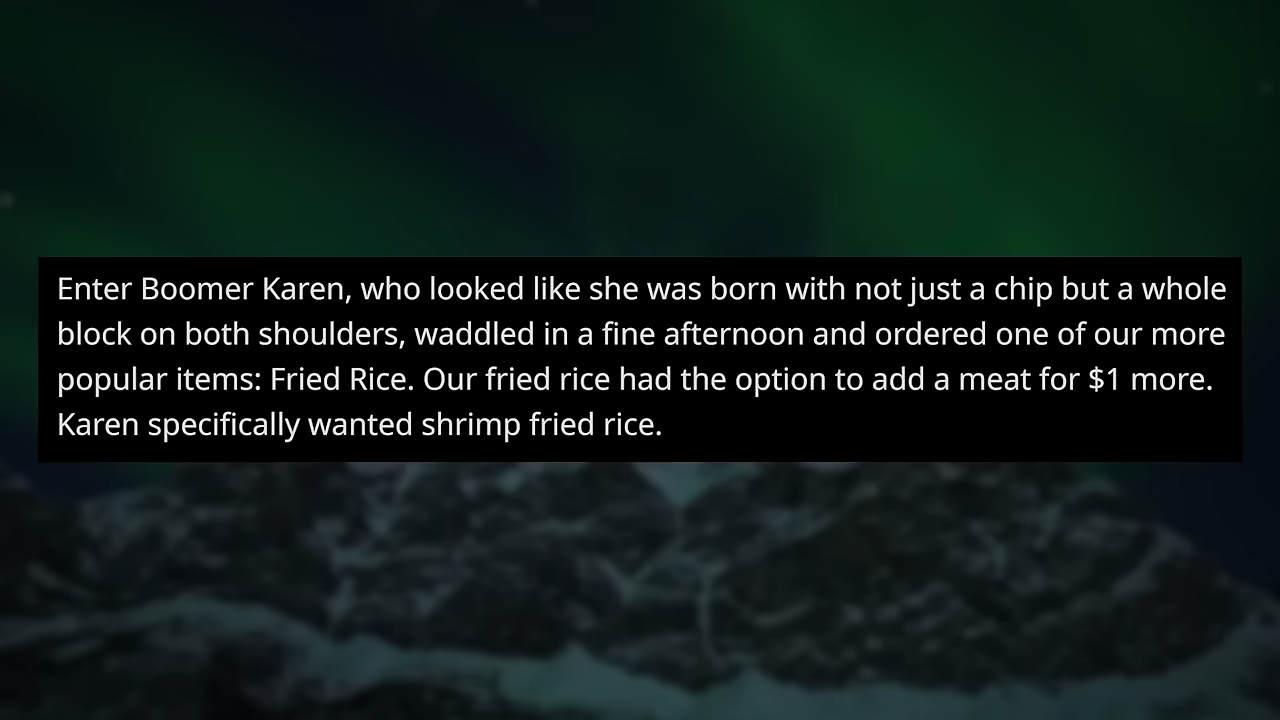 Enter Boomer Karen, who looked like she was born with not just a chip but a whole
block on both shoulders, waddled in a fine afternoon and ordered one of our more
popular items: Fried Rice. Our fried rice had the option to add a meat for $1 more.
Karen specifically wanted shrimp fried rice.